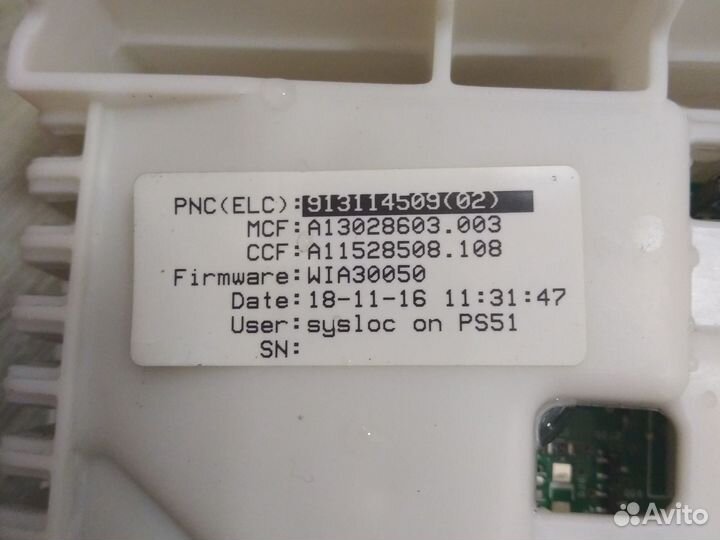 PNC(ELC):913114509(02)
MCF:A13028603.003
CCF:A11528508.108
Firmware:WIA30050
Date:18-11-16 11:31:47
User:sysloc on PS51
SN:
Avito